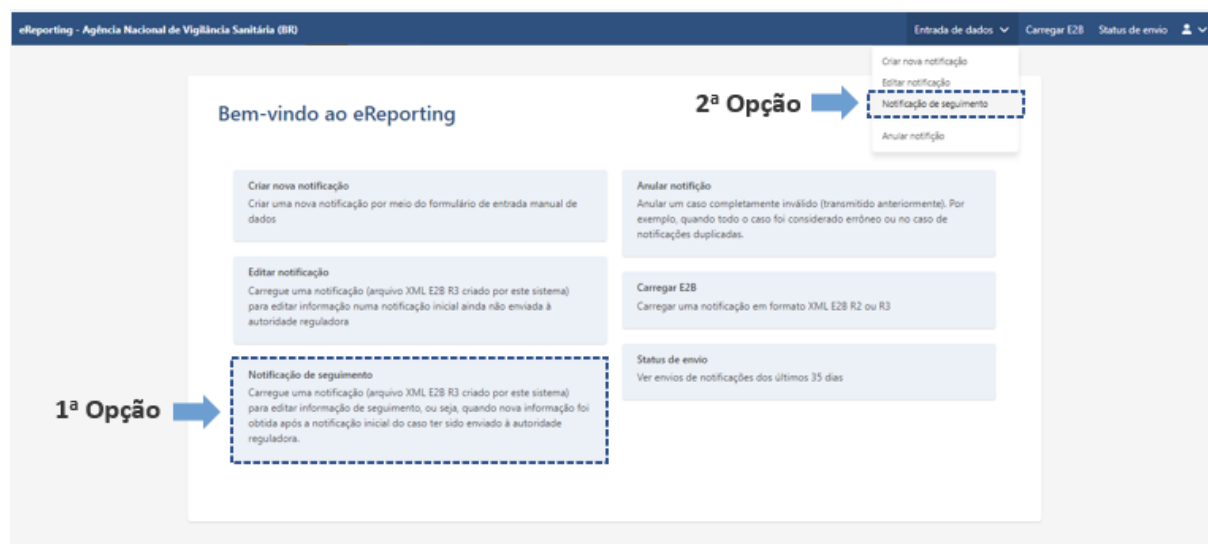 eReporting - Agência Nacional de Vigilância Sanitária (BR)
Entrada de dados
Carregar E2B
Status de envio
Criar nova notificação
Editar notificação
Notificação de seguimento
Anular notifição
2ª Opção
Bem-vindo ao eReporting
Criar nova notificação
Criar uma nova notificação por meio do formulário de entrada manual de
dados
Editar notificação
Carregue uma notificação (arquivo XML E2B R3 criado por este sistema)
para editar informação numa notificação inicial ainda não enviada à
autoridade reguladora
1ª Opção
Notificação de seguimento
Carregue uma notificação (arquivo XML E2B R3 criado por este sistema)
para editar informação de seguimento, ou seja, quando nova informação foi
obtida após a notificação inicial do caso ter sido enviado à autoridade
reguladora.
Anular notifição
Anular um caso completamente inválido (transmitido anteriormente). Por
exemplo, quando todo o caso foi considerado errôneo ou no caso de
notificações duplicadas.
Carregar E2B
Carregar uma notificação em formato XML E2B R2 ou R3
Status de envio
Ver envios de notificações dos últimos 35 dias